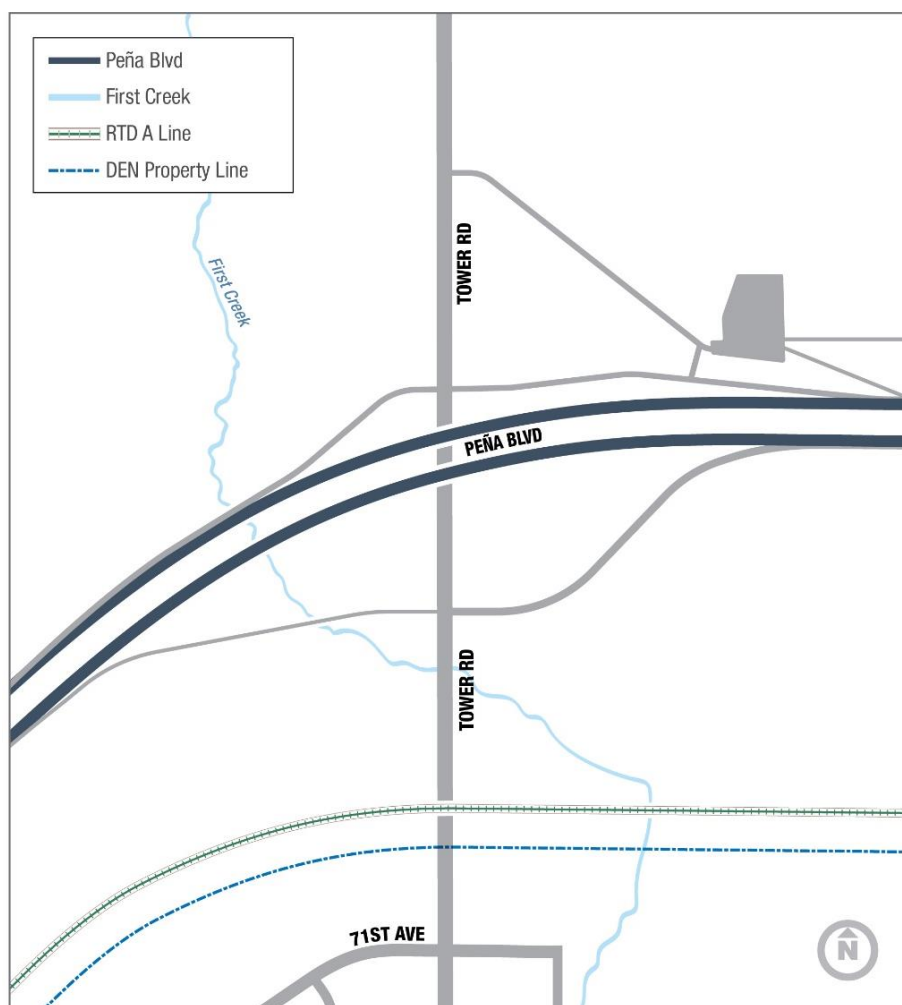 Peña Blvd
First Creek
RTD A Line
DEN Property Line
TOWER RD
First Creek
PEÑA BLVD
TOWER RD
71ST AVE
N